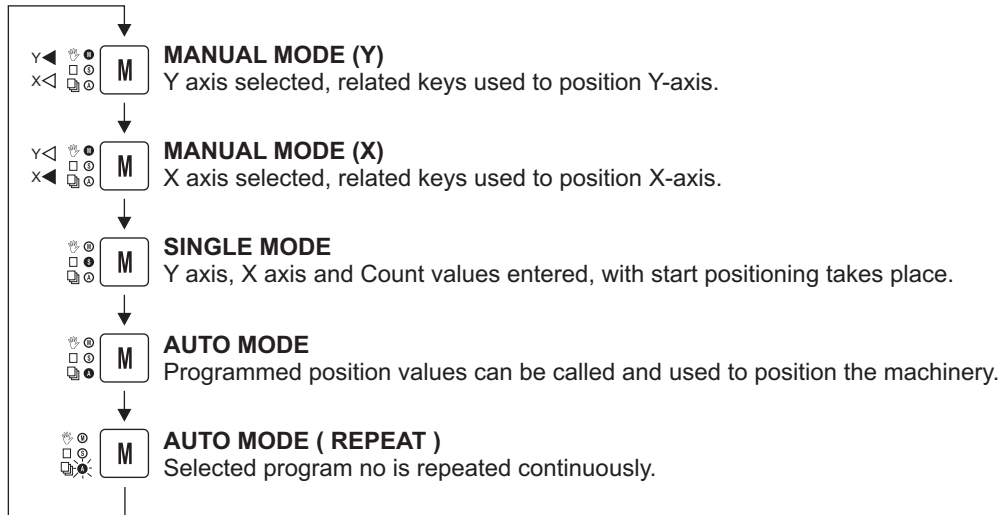 MANUAL MODE (Y)
Y M M
S
X A
Y axis selected, related keys used to position Y-axis.
MANUAL MODE (X)
Y M M
S
X A
X axis selected, related keys used to position X-axis.
SINGLE MODE
M M
S
A
Y axis, X axis and Count values entered, with start positioning takes place.
AUTO MODE
M M
S
A
Programmed position values can be called and used to position the machinery.
AUTO MODE ( REPEAT )
M M
S
A
Selected program no is repeated continuously.